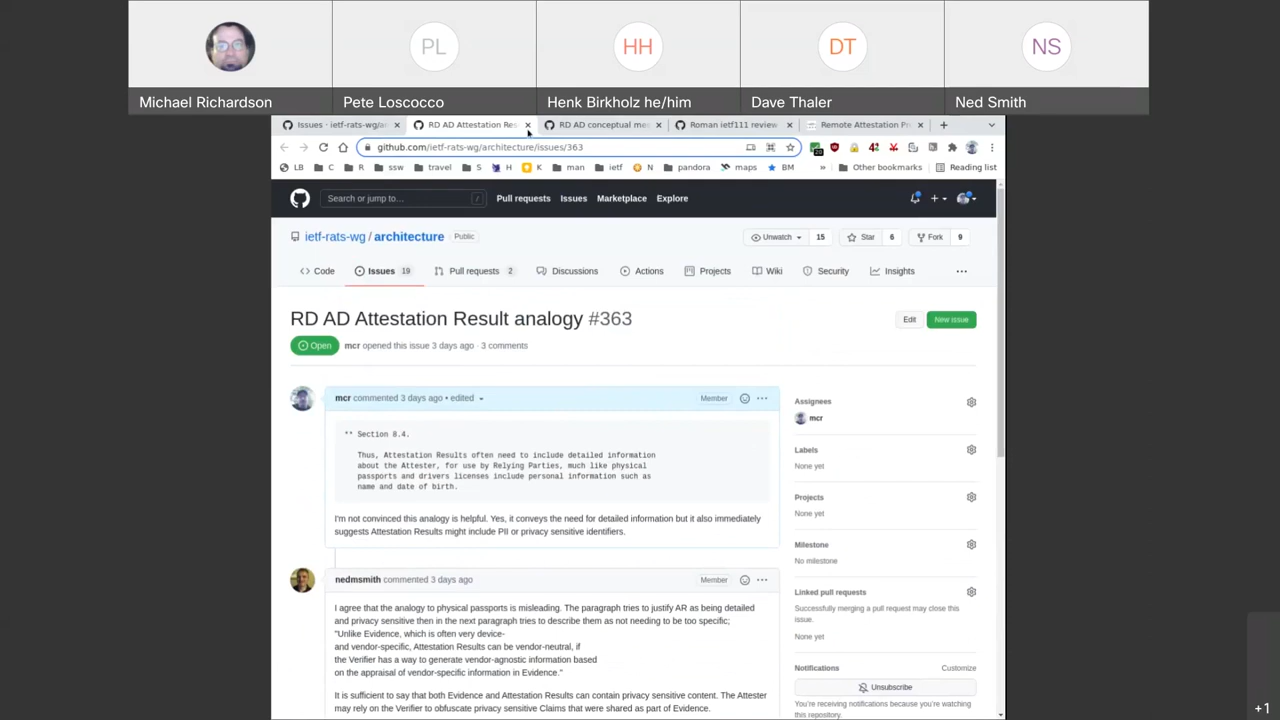 PL
HH
DT
NS
Michael Richardson
Pete Loscocco
Henk Birkholz he/him
Dave Thaler
Ned Smith
Issues · ietf-rats-wg/ar
RD AD Attestation Res
RD AD conceptual me
Roman ietf111 review
Remote Attestation Pr
github.com/ietf-rats-wg/architecture/issues/363
LB
C
R
ssw
travel
S
H
K
man
ietf
N
pandora
maps
BM
»
Other bookmarks
Reading list
Search or jump to...
/
Pull requests
Issues
Marketplace
Explore
ietf-rats-wg / architecture
Public
Unwatch
15
Star
6
Fork
9
Code
Issues 19
Pull requests 2
Discussions
Actions
Projects
Wiki
Security
Insights
RD AD Attestation Result analogy #363
Edit
New issue
Open
mcr opened this issue 3 days ago · 3 comments
mcr commented 3 days ago • edited
Member
** Section 8.4.
Thus, Attestation Results often need to include detailed information
about the Attester, for use by Relying Parties, much like physical
passports and drivers licenses include personal information such as
name and date of birth.
I'm not convinced this analogy is helpful. Yes, it conveys the need for detailed information but it also immediately
suggests Attestation Results might include PII or privacy sensitive identifiers.
nedmsmith commented 3 days ago
Member
I agree that the analogy to physical passports is misleading. The paragraph tries to justify AR as being detailed
and privacy sensitive then in the next paragraph tries to describe them as not needing to be too specific;
"Unlike Evidence, which is often very device-
and vendor-specific, Attestation Results can be vendor-neutral, if
the Verifier has a way to generate vendor-agnostic information based
on the appraisal of vendor-specific information in Evidence."
It is sufficient to say that both Evidence and Attestation Results can contain privacy sensitive content. The Attester
may rely on the Verifier to obfuscate privacy sensitive Claims that were shared as part of Evidence.
Assignees
mcr
Labels
None yet
Projects
None yet
Milestone
No milestone
Linked pull requests
Successfully merging a pull request may close this
issue.
None yet
Notifications
Customize
Unsubscribe
You're receiving notifications because you're watching
this repository.
+1